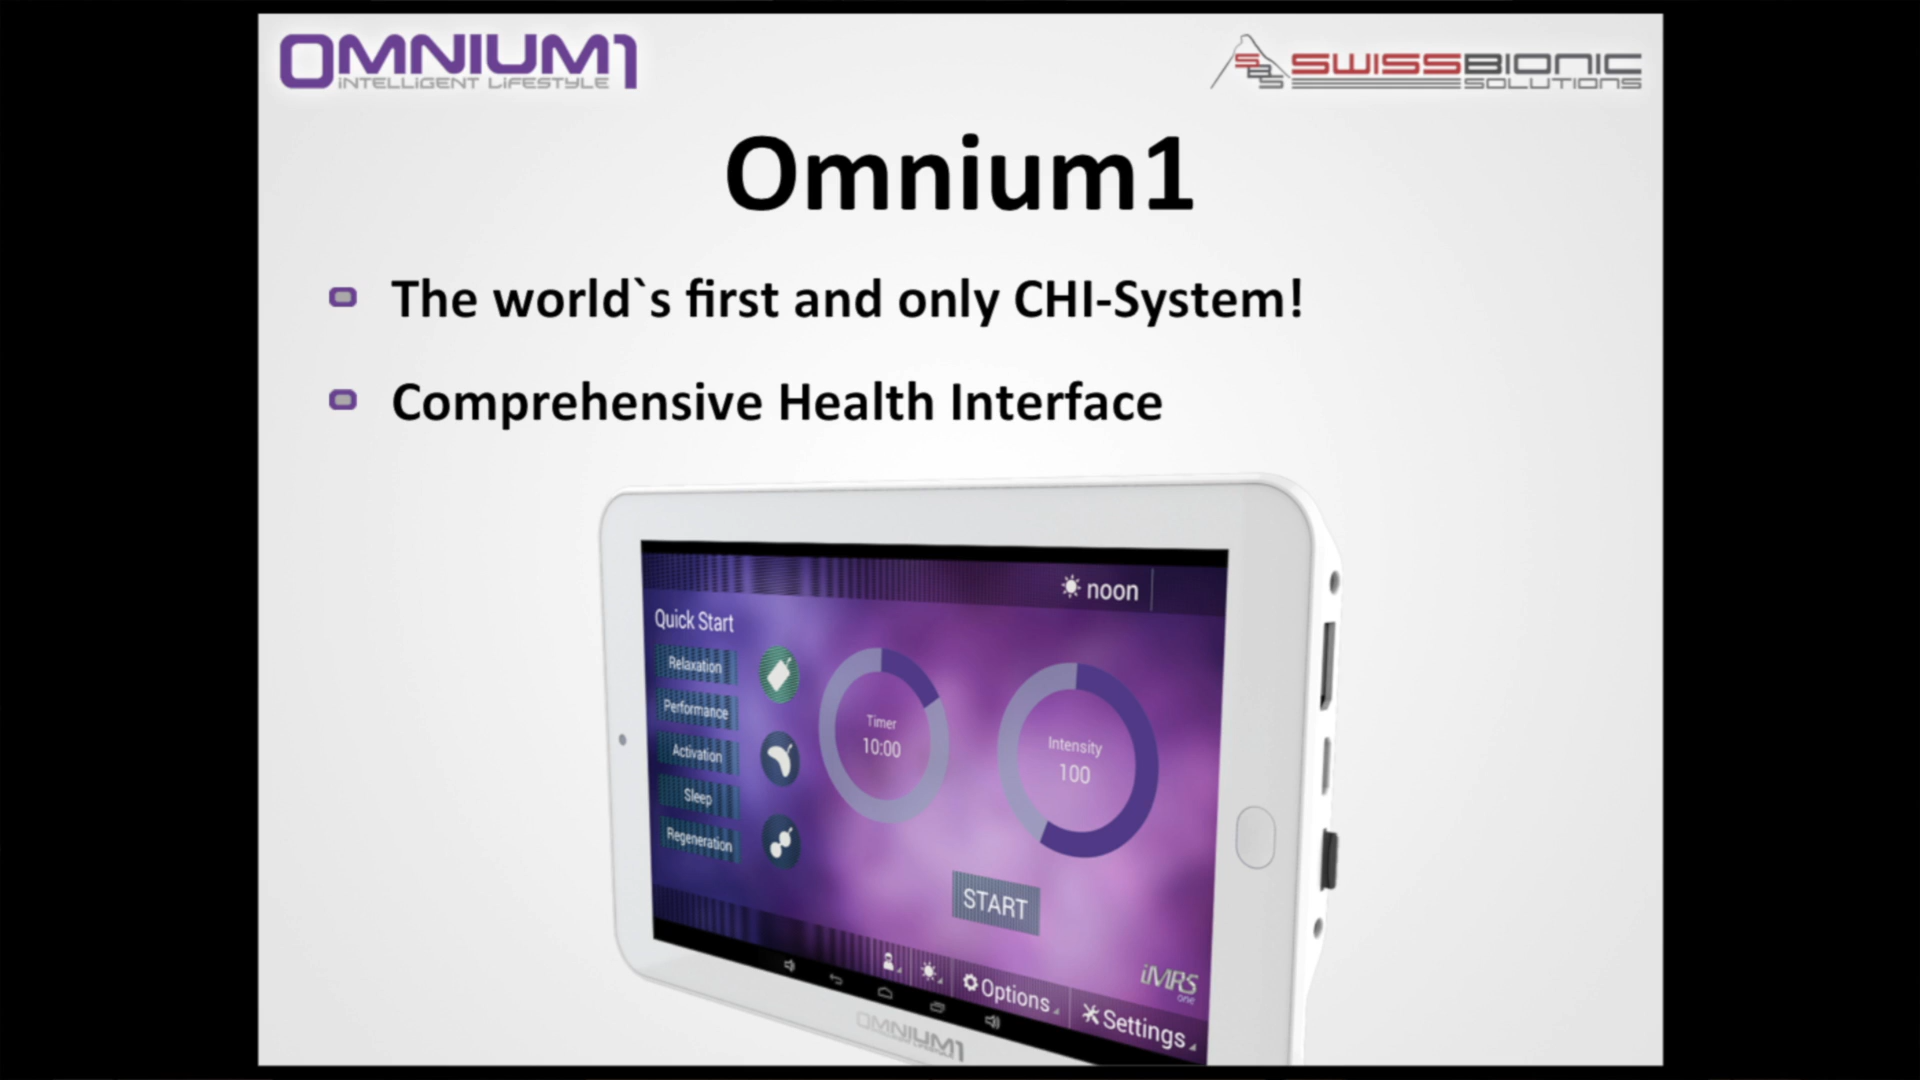 OMNIUM1
INTELLIGENT LIFESTYLE
SBS
SWISSBIONIC
SOLUTIONS
Omnium1
The world`s first and only CHI-System!
Comprehensive Health Interface
noon
Quick Start
Relaxation
Performance
Activation
Sleep
Regeneration
Timer
10:00
Intensity
100
START
iMRS
one
Options
Settings
OMNIUM1